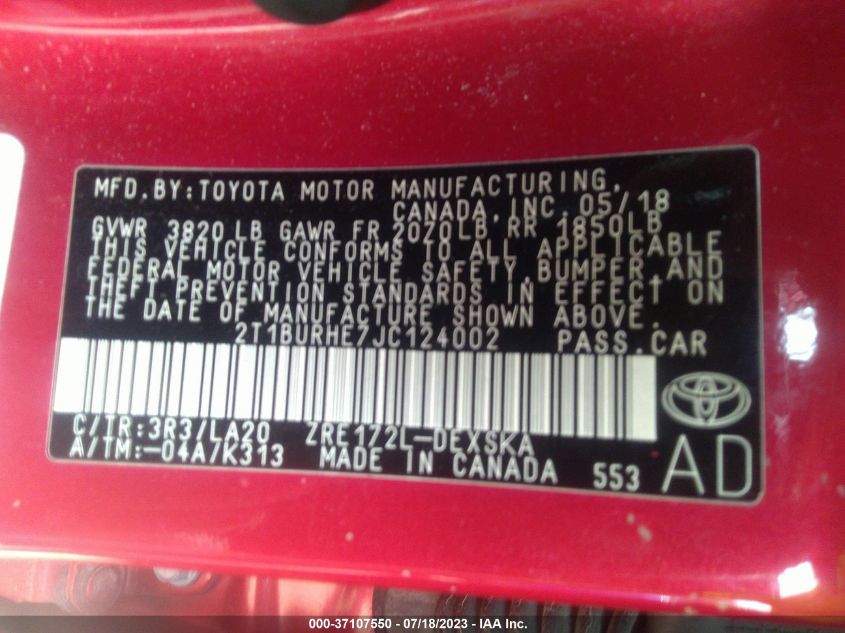 MFD.BY:TOYOTA MOTOR MANUFACTURING,
CANADA,INC.05/18
GVWR 3820LB GAWR FR 2070LB RR 1850LB
THIS VEHICLE CONFORMS TO ALL APPLICABLE
FEDERAL MOTOR VEHICLE SAFETY,BUMPER,AND
THEFT PREVENTION STANDARDS IN EFFECT ON
THE DATE OF MANUFACTURE SHOWN ABOVE.
2T1BURHE7JC124002 PASS.CAR
C/TR:3R3/LA20 ZRE172L-DEXSKA
A/TM:-04A/K313 MADE IN CANADA 553 AD
000-37107550 - 07/18/2023 - IAA Inc.